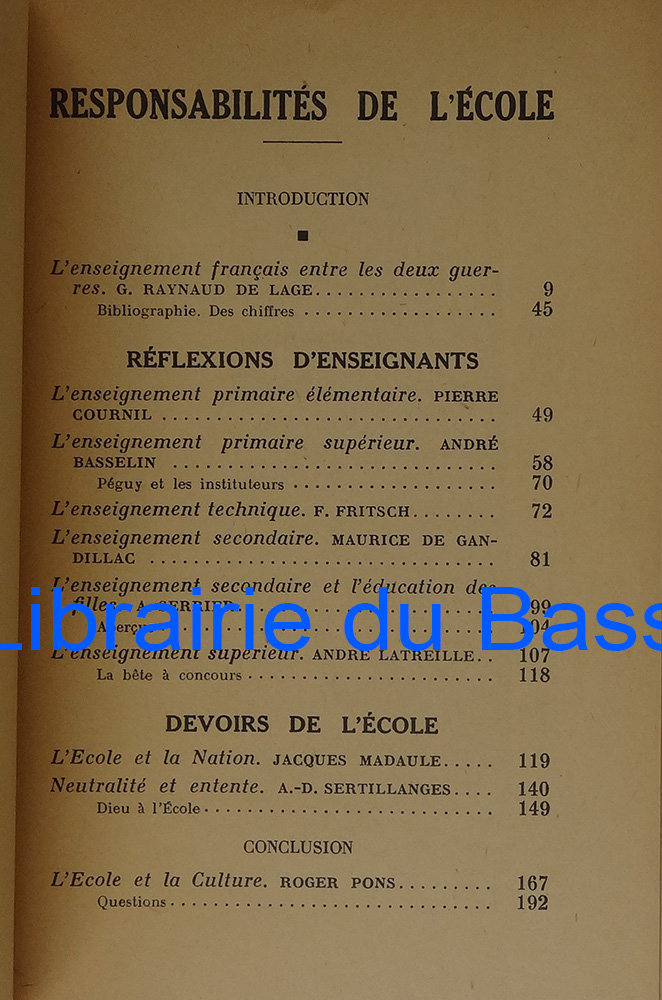 RESPONSABILITÉS DE L'ÉCOLE
INTRODUCTION
L'enseignement français entre les deux guer-
res. G. RAYNAUD DE LAGE................. 9
Bibliographie. Des chiffres ................... 45
RÉFLEXIONS D'ENSEIGNANTS
L'enseignement primaire élémentaire. PIERRE
COURNIL ............................... 49
L'enseignement primaire supérieur. ANDRÉ
BASSELIN .............................. 58
Péguy et les instituteurs .................... 70
L'enseignement technique. F. FRITSCH........ 72
L'enseignement secondaire. MAURICE DE GAN-
DILLAC ................................ 81
L'enseignement secondaire et l'éducation des
filles. 99
Librairie du Bass
104
L'enseignement supérieur. ANDRÉ LATREILLE.. 107
La bête à concours ........................ 118
DEVOIRS DE L'ÉCOLE
L'Ecole et la Nation. JACQUES MADAULE..... 119
Neutralité et entente. A.-D. SERTILLANGES.... 140
Dieu à l'École............................ 149
CONCLUSION
L'Ecole et la Culture. ROGER PONS......... 167
Questions............................... 192